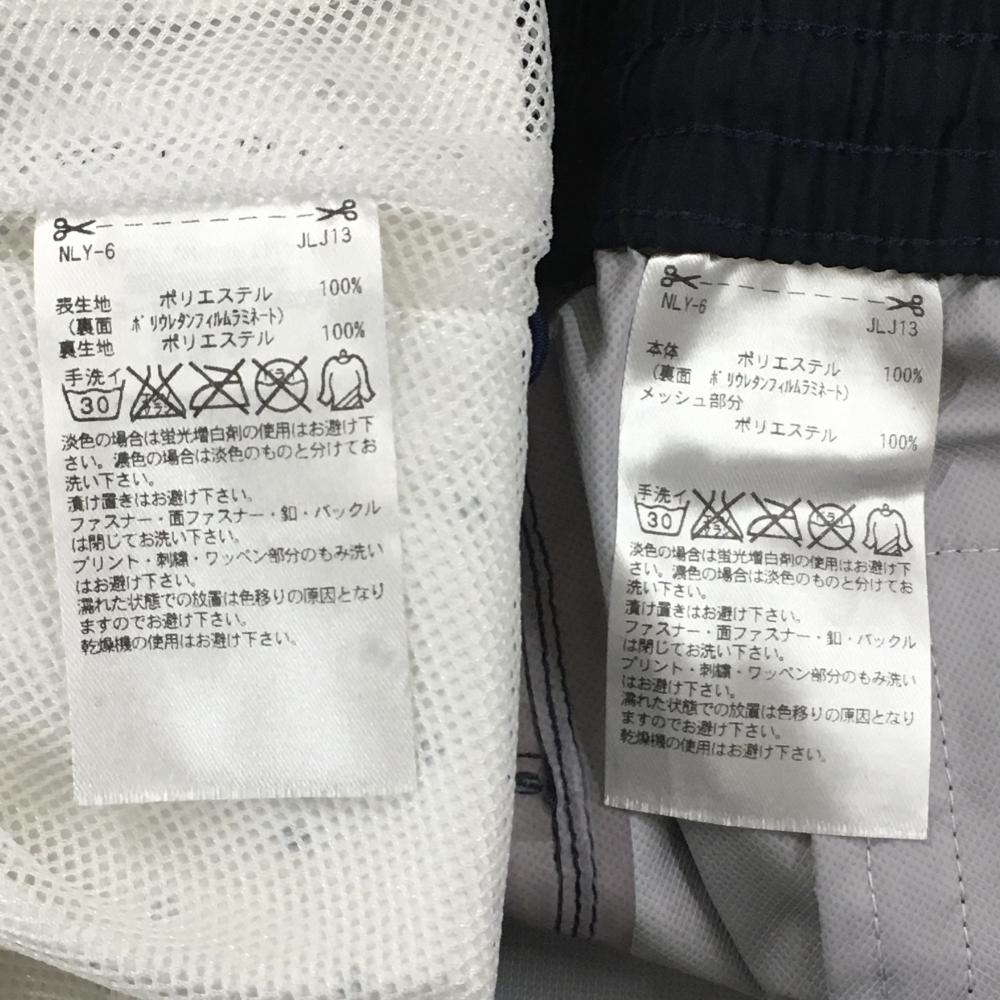 NLY-6 JLJ13
表生地 ポリエステル 100%
(裏面 ポリウレタンフィルムラミネート)
裏生地 ポリエステル 100%
手洗イ
30
エンソサラシ
ドライ
淡色の場合は蛍光増白剤の使用はお避け下
さい。濃色の場合は淡色のものと分けてお
洗い下さい。
漬け置きはお避け下さい。
ファスナー・面ファスナー・釦・バックル
は閉じてお洗い下さい。
プリント・刺繍・ワッペン部分のもみ洗い
はお避け下さい。
濡れた状態での放置は色移りの原因となり
ますのでお避け下さい。
乾燥機の使用はお避け下さい。
NLY-6 JLJ13
本体 ポリエステル 100%
(裏面 ポリウレタンフィルムラミネート)
メッシュ部分
ポリエステル 100%
手洗イ
30
エンソサラシ
ドライ
淡色の場合は蛍光増白剤の使用はお避け下
さい。濃色の場合は淡色のものと分けてお
洗い下さい。
漬け置きはお避け下さい。
ファスナー・面ファスナー・釦・バックル
は閉じてお洗い下さい。
プリント・刺繍・ワッペン部分のもみ洗い
はお避け下さい。
濡れた状態での放置は色移りの原因となり
ますのでお避け下さい。
乾燥機の使用はお避け下さい。